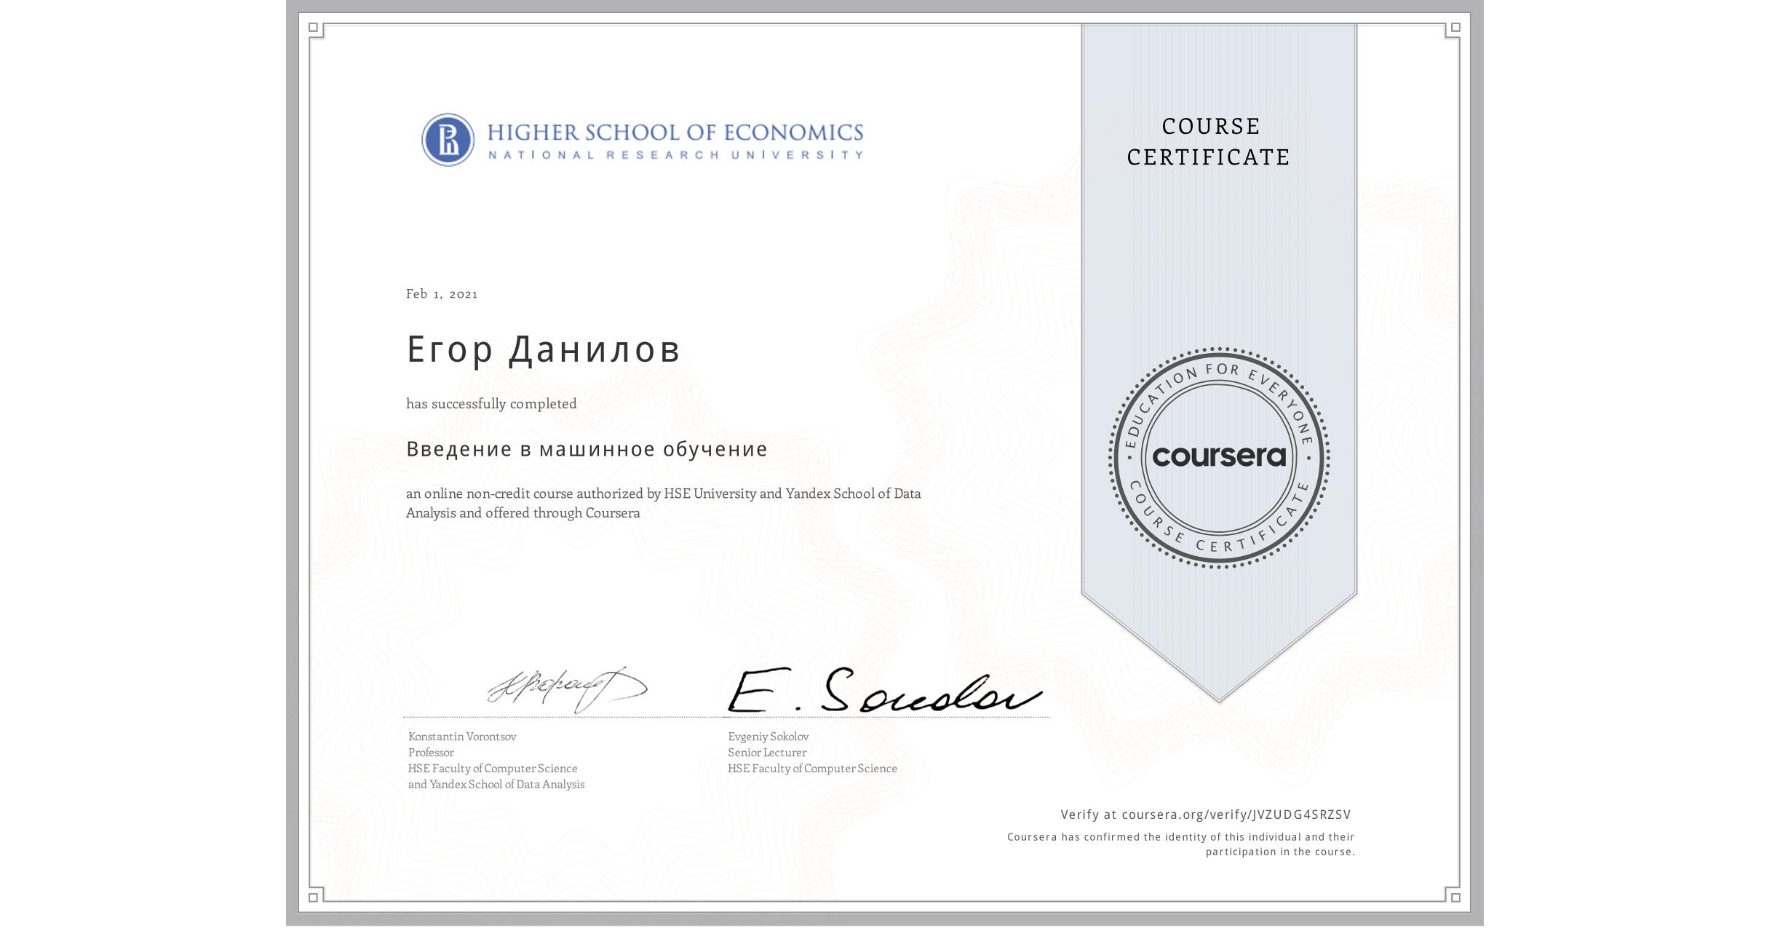 HIGHER SCHOOL OF ECONOMICS
NATIONAL RESEARCH UNIVERSITY
COURSE
CERTIFICATE
Feb 1, 2021
Егор Данилов
has successfully completed
Введение в машинное обучение
an online non-credit course authorized by HSE University and Yandex School of Data
Analysis and offered through Coursera
EDUCATION FOR EVERYONE
coursera
COURSE CERTIFICATE
E. Sokolov
Konstantin Vorontsov
Professor
HSE Faculty of Computer Science
and Yandex School of Data Analysis
Evgeniy Sokolov
Senior Lecturer
HSE Faculty of Computer Science
Verify at coursera.org/verify/JVZUDG4SRZSV
Coursera has confirmed the identity of this individual and their
participation in the course.